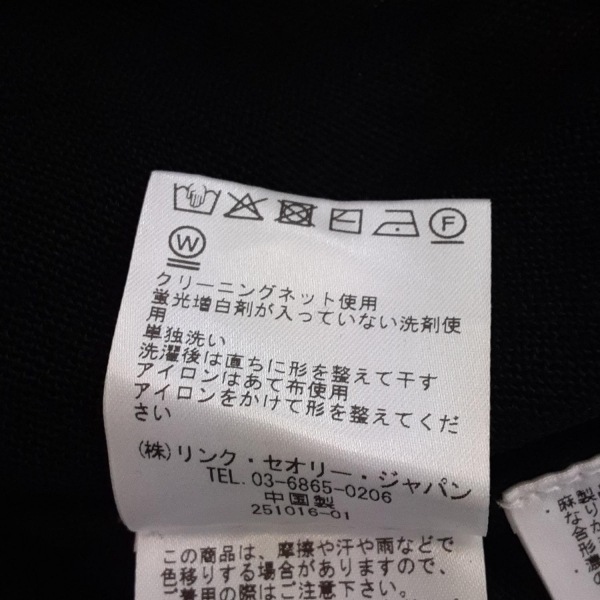 F
W
クリーニングネット使用
蛍光増白剤が入っていない洗剤使
用
単独洗い
洗濯後は直ちに形を整えて干す
アイロンはあて布使用
アイロンをかけて形を整えてくだ
さい
(株)リンク・セオリー・ジャパン
TEL. 03-6865-0206
中国製
251016-01
この商品は、摩擦や汗や雨などで
色移りする場合がありますので、
ご着用の際はご注意下さい。